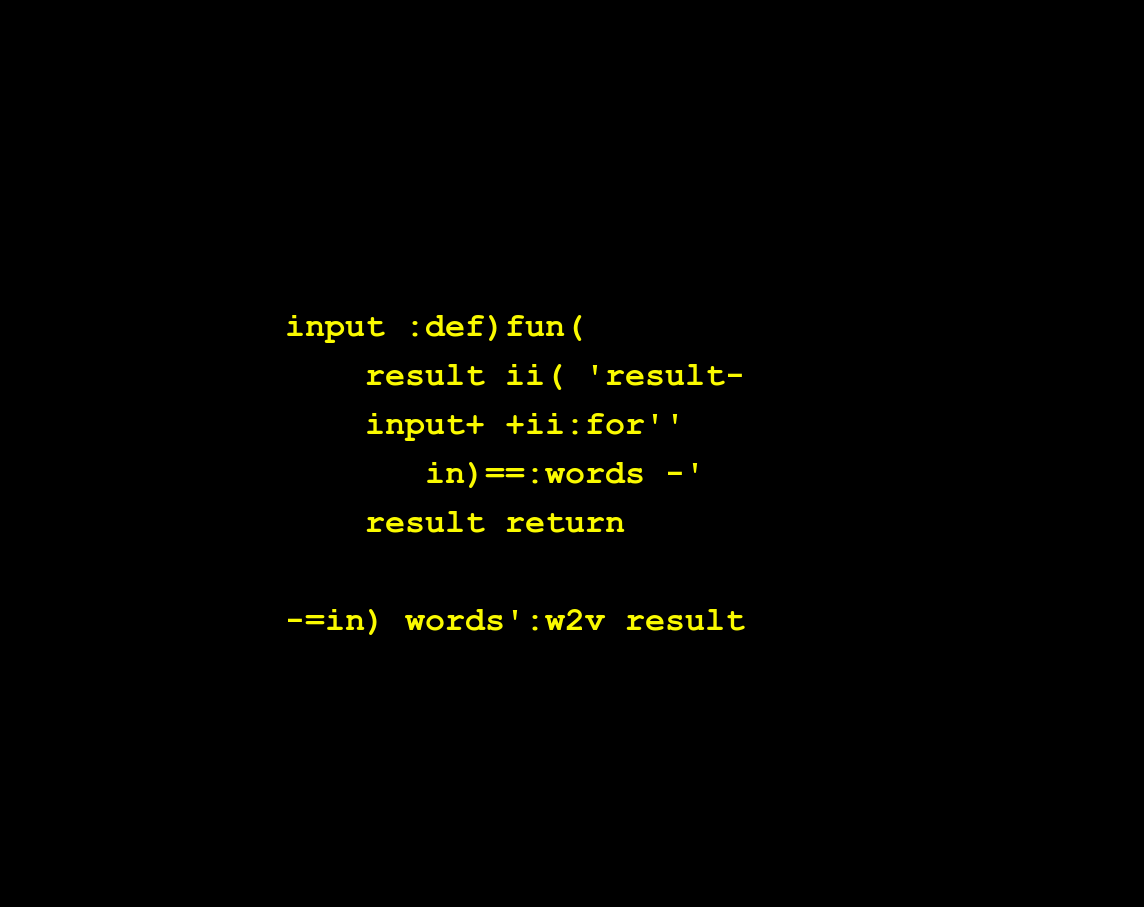 input :def)fun(
    result ii( 'result-
    input+ +ii:for''
       in)==:words -'
    result return

-=in) words':w2v result